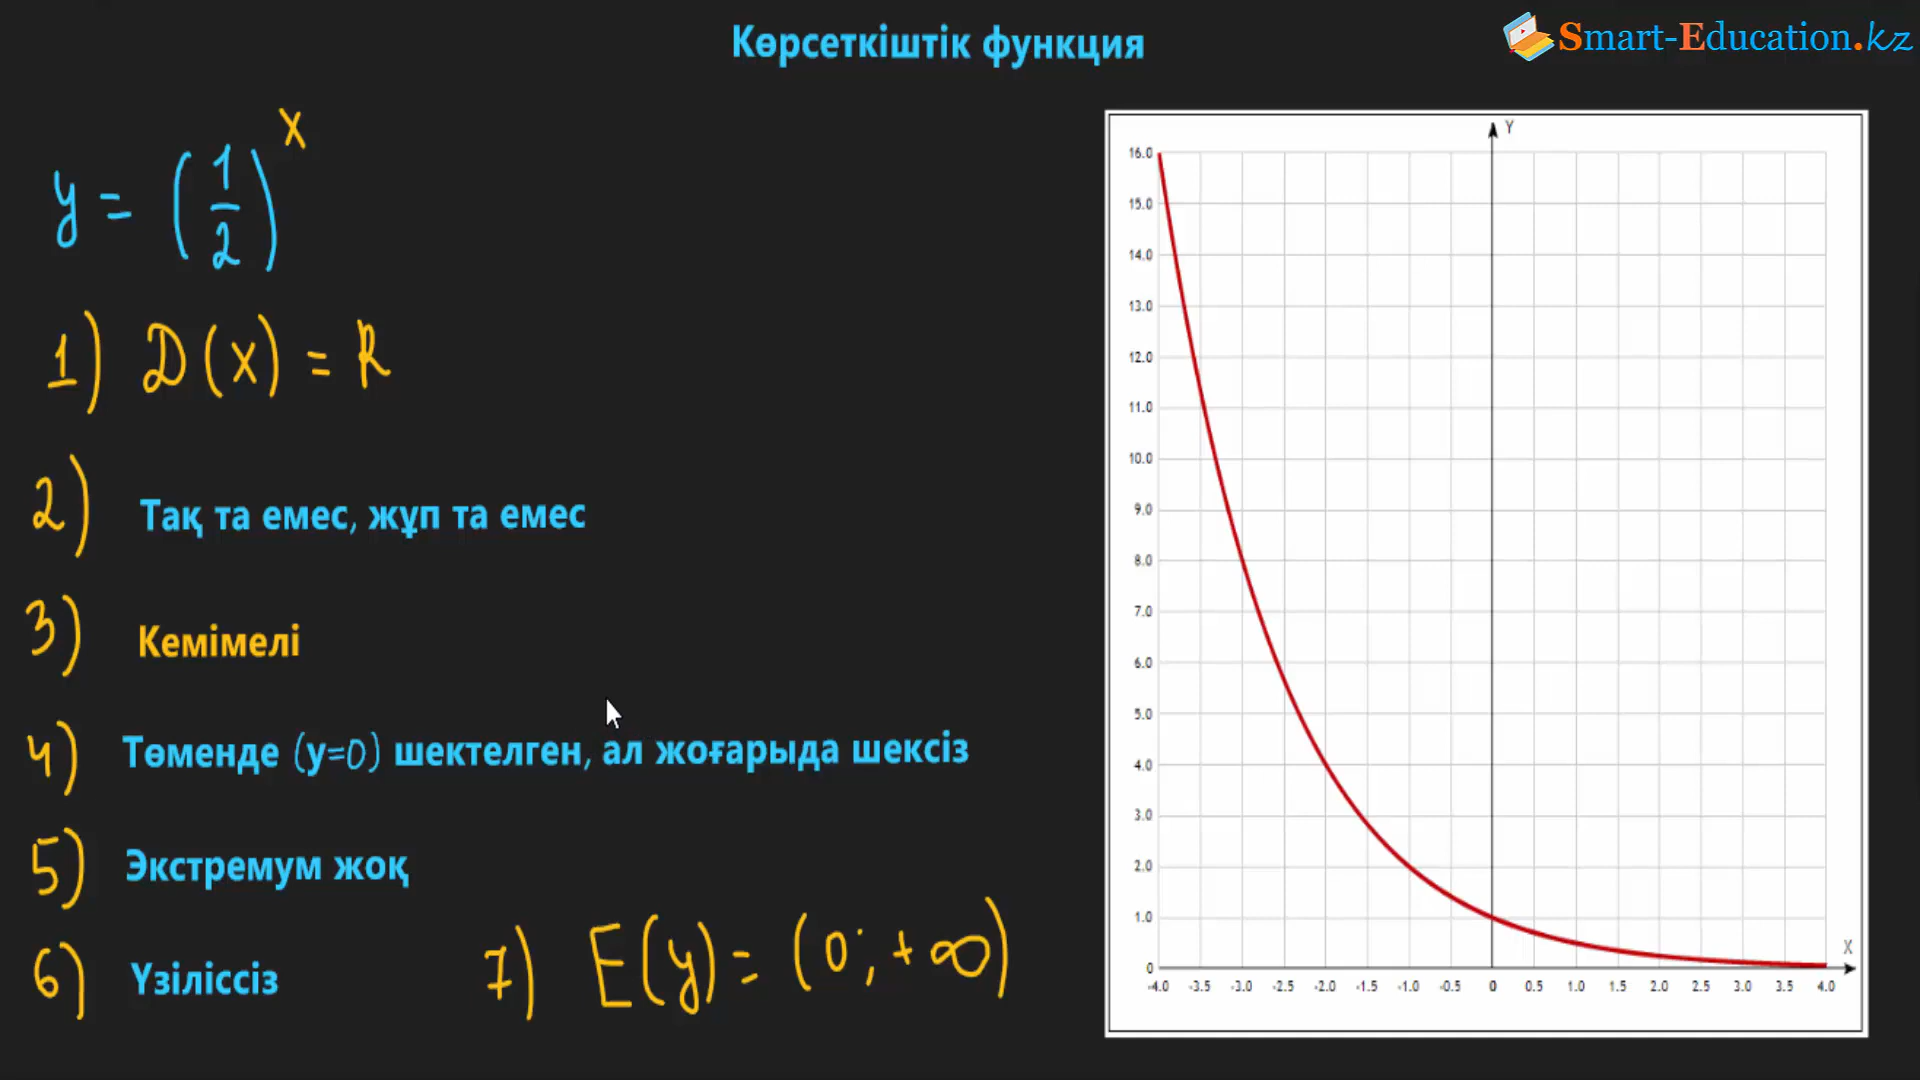 Көрсеткіштік функция
Smart-Education.kz
y = (1/2)^x
1) D(x) = R
2) Тақ та емес, жұп та емес
3) Кемімелі
4) Төменде (y=0) шектелген, ал жоғарыда шексіз
5) Экстремум жоқ
6) Үзіліссіз
7) E(y) = (0; +∞)
Y
16.0
15.0
14.0
13.0
12.0
11.0
10.0
9.0
8.0
7.0
6.0
5.0
4.0
3.0
2.0
1.0
0
X
-4.0 -3.5 -3.0 -2.5 -2.0 -1.5 -1.0 -0.5 0 0.5 1.0 1.5 2.0 2.5 3.0 3.5 4.0